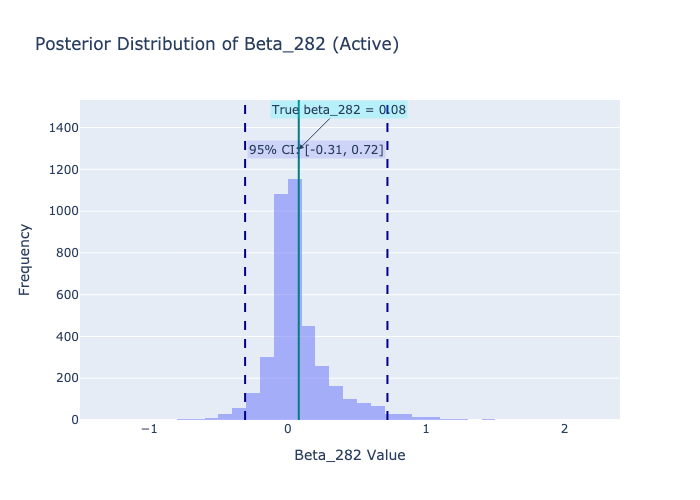 Posterior Distribution of Beta_282 (Active)
True beta_282 = 0.08
95% CI: [-0.31, 0.72]
1400
1200
1000
800
600
400
200
0
Frequency
−1
0
1
2
Beta_282 Value